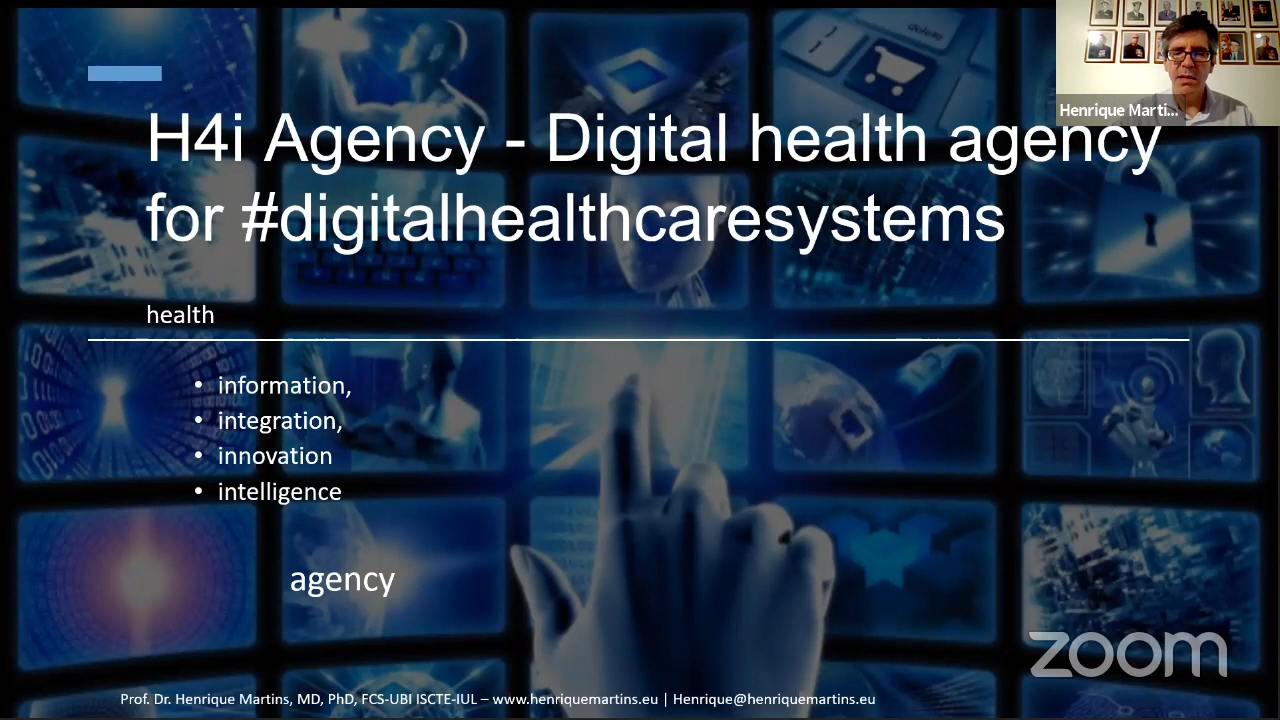 Henrique Marti...
H4i Agency - Digital health agency
for #digitalhealthcaresystems
health
• information,
• integration,
• innovation
• intelligence
agency
zoom
Prof. Dr. Henrique Martins, MD, PhD, FCS-UBI ISCTE-IUL – www.henriquemartins.eu | Henrique@henriquemartins.eu